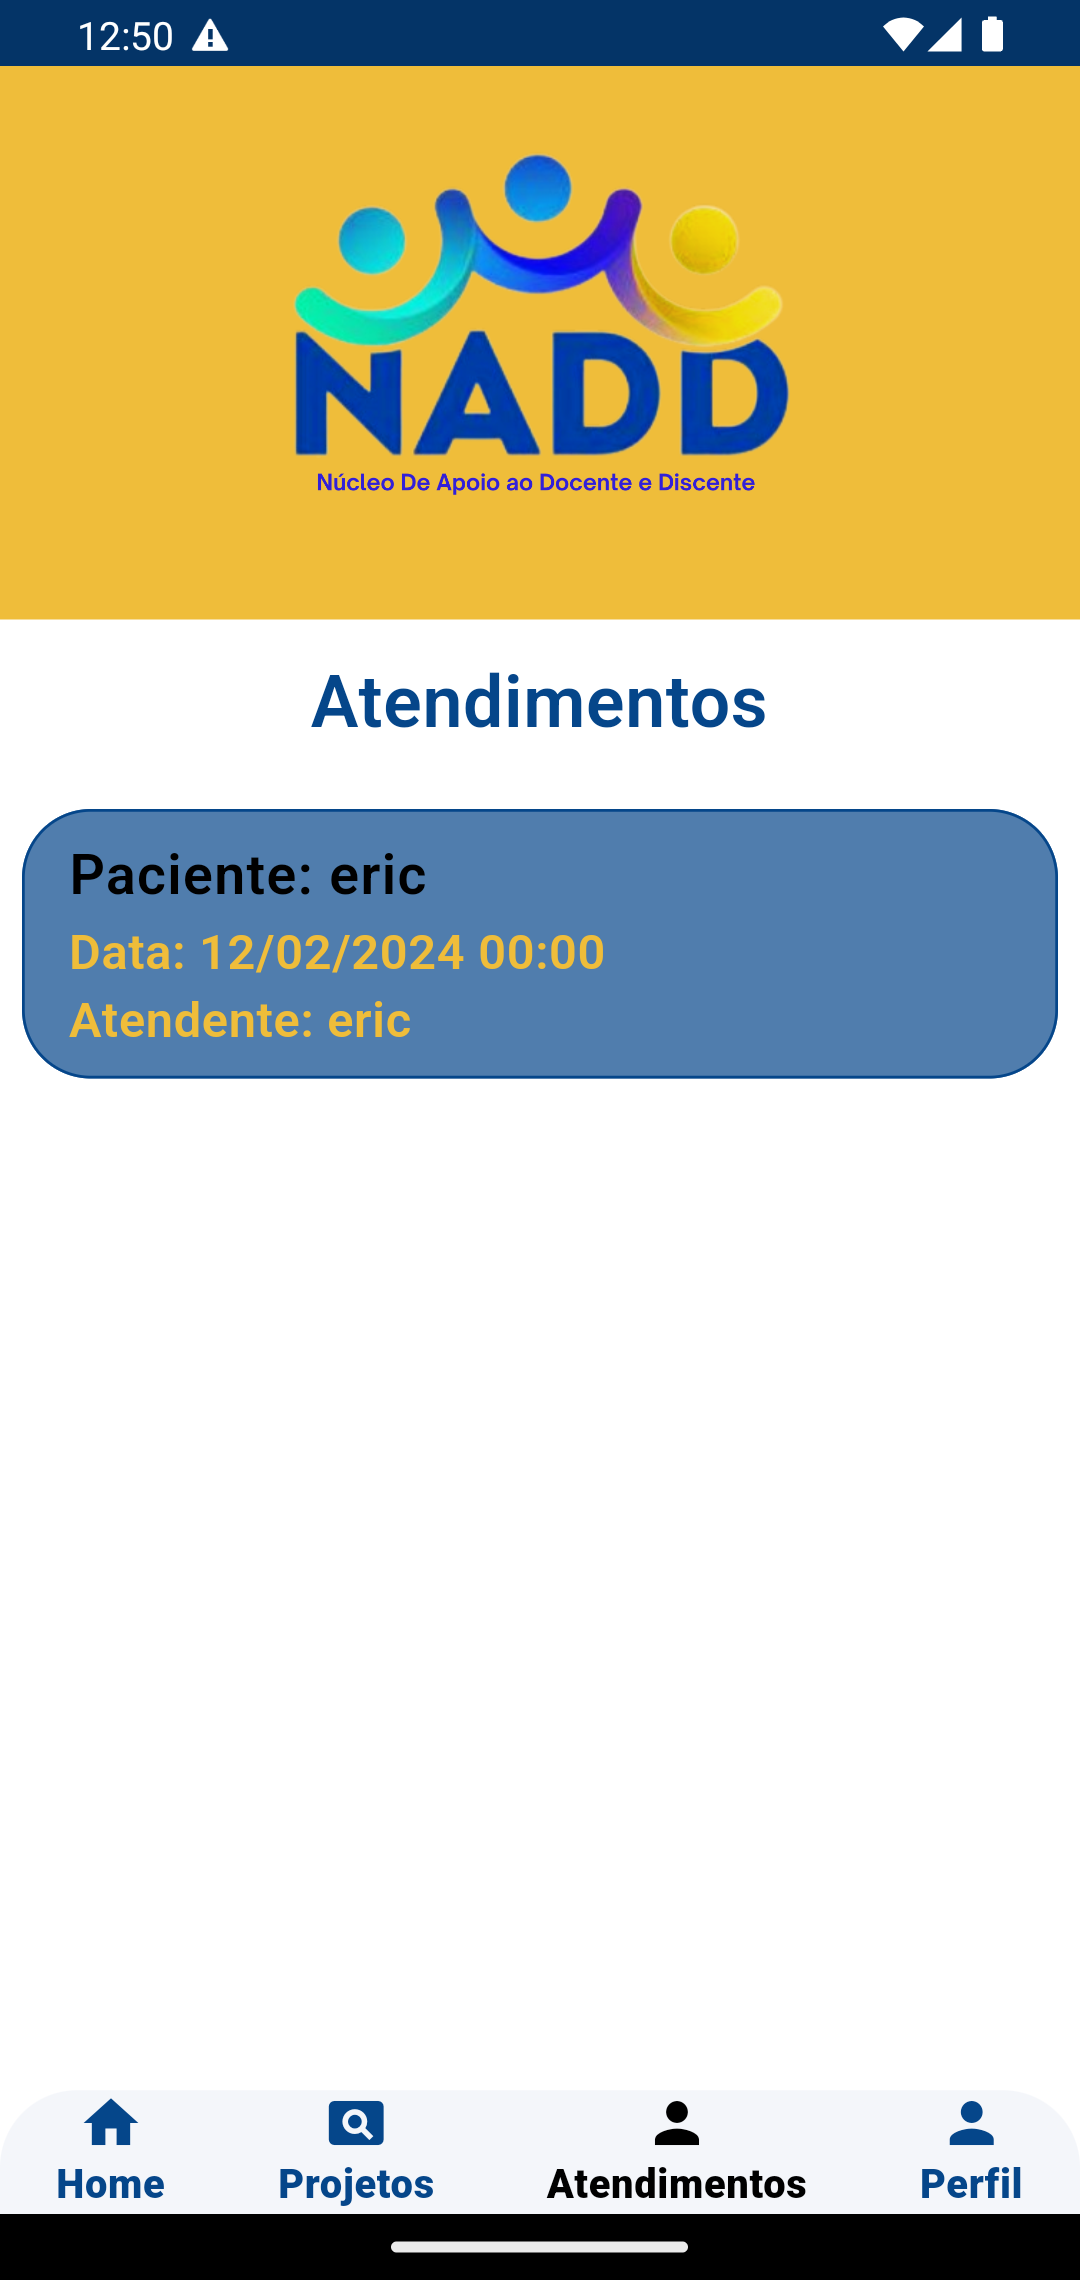 12:50
NADD
Núcleo De Apoio ao Docente e Discente
Atendimentos
Paciente: eric
Data: 12/02/2024 00:00
Atendente: eric
Home
Projetos
Atendimentos
Perfil